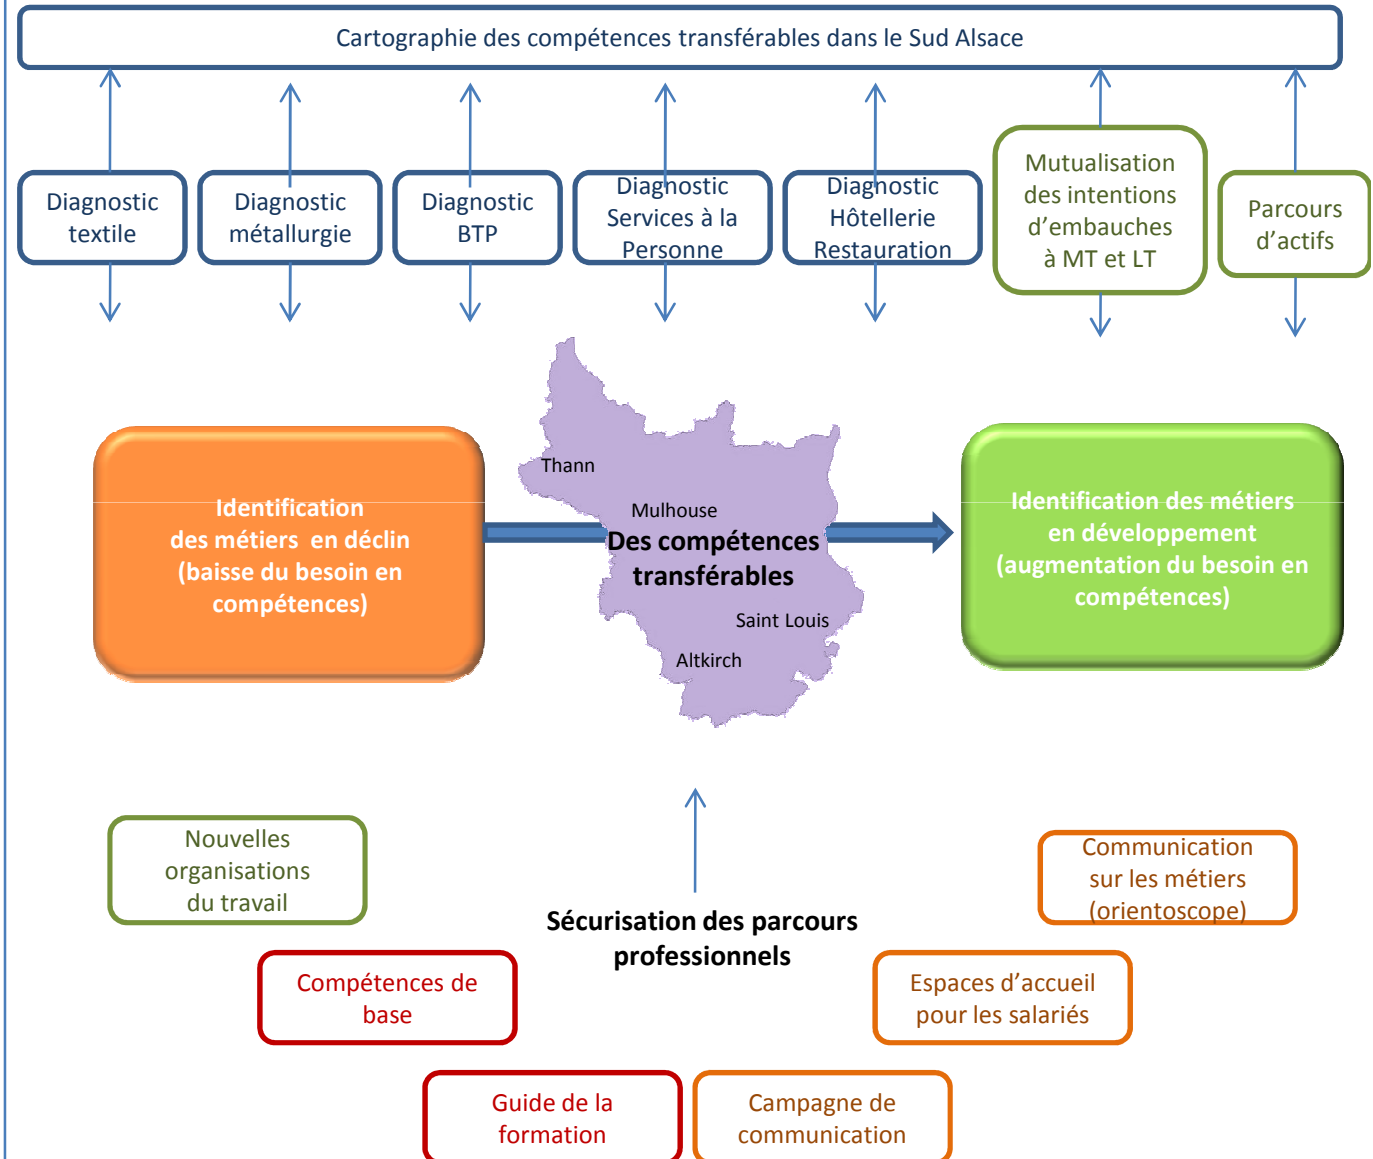 Cartographie des compétences transférables dans le Sud Alsace
Diagnostic
textile
Diagnostic
métallurgie
Diagnostic
BTP
Diagnostic
Services à la
Personne
Diagnostic
Hôtellerie
Restauration
Mutualisation
des intentions
d’embauches
à MT et LT
Parcours
d’actifs
Identification
des métiers en déclin
(baisse du besoin en
compétences)
Thann
Mulhouse
Des compétences
transférables
Saint Louis
Altkirch
Identification des métiers
en développement
(augmentation du besoin en
compétences)
Nouvelles
organisations
du travail
Sécurisation des parcours
professionnels
Communication
sur les métiers
(orientoscope)
Compétences de
base
Espaces d’accueil
pour les salariés
Guide de la
formation
Campagne de
communication